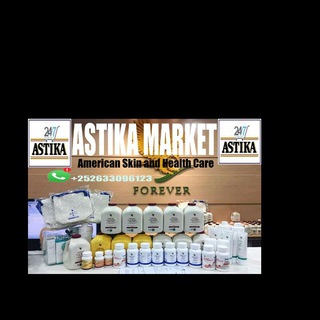 24/7
ASTIKA
ASTIKA MARKET
24/7
ASTIKA
American Skin and Health Care
+252633096123
FOREVER